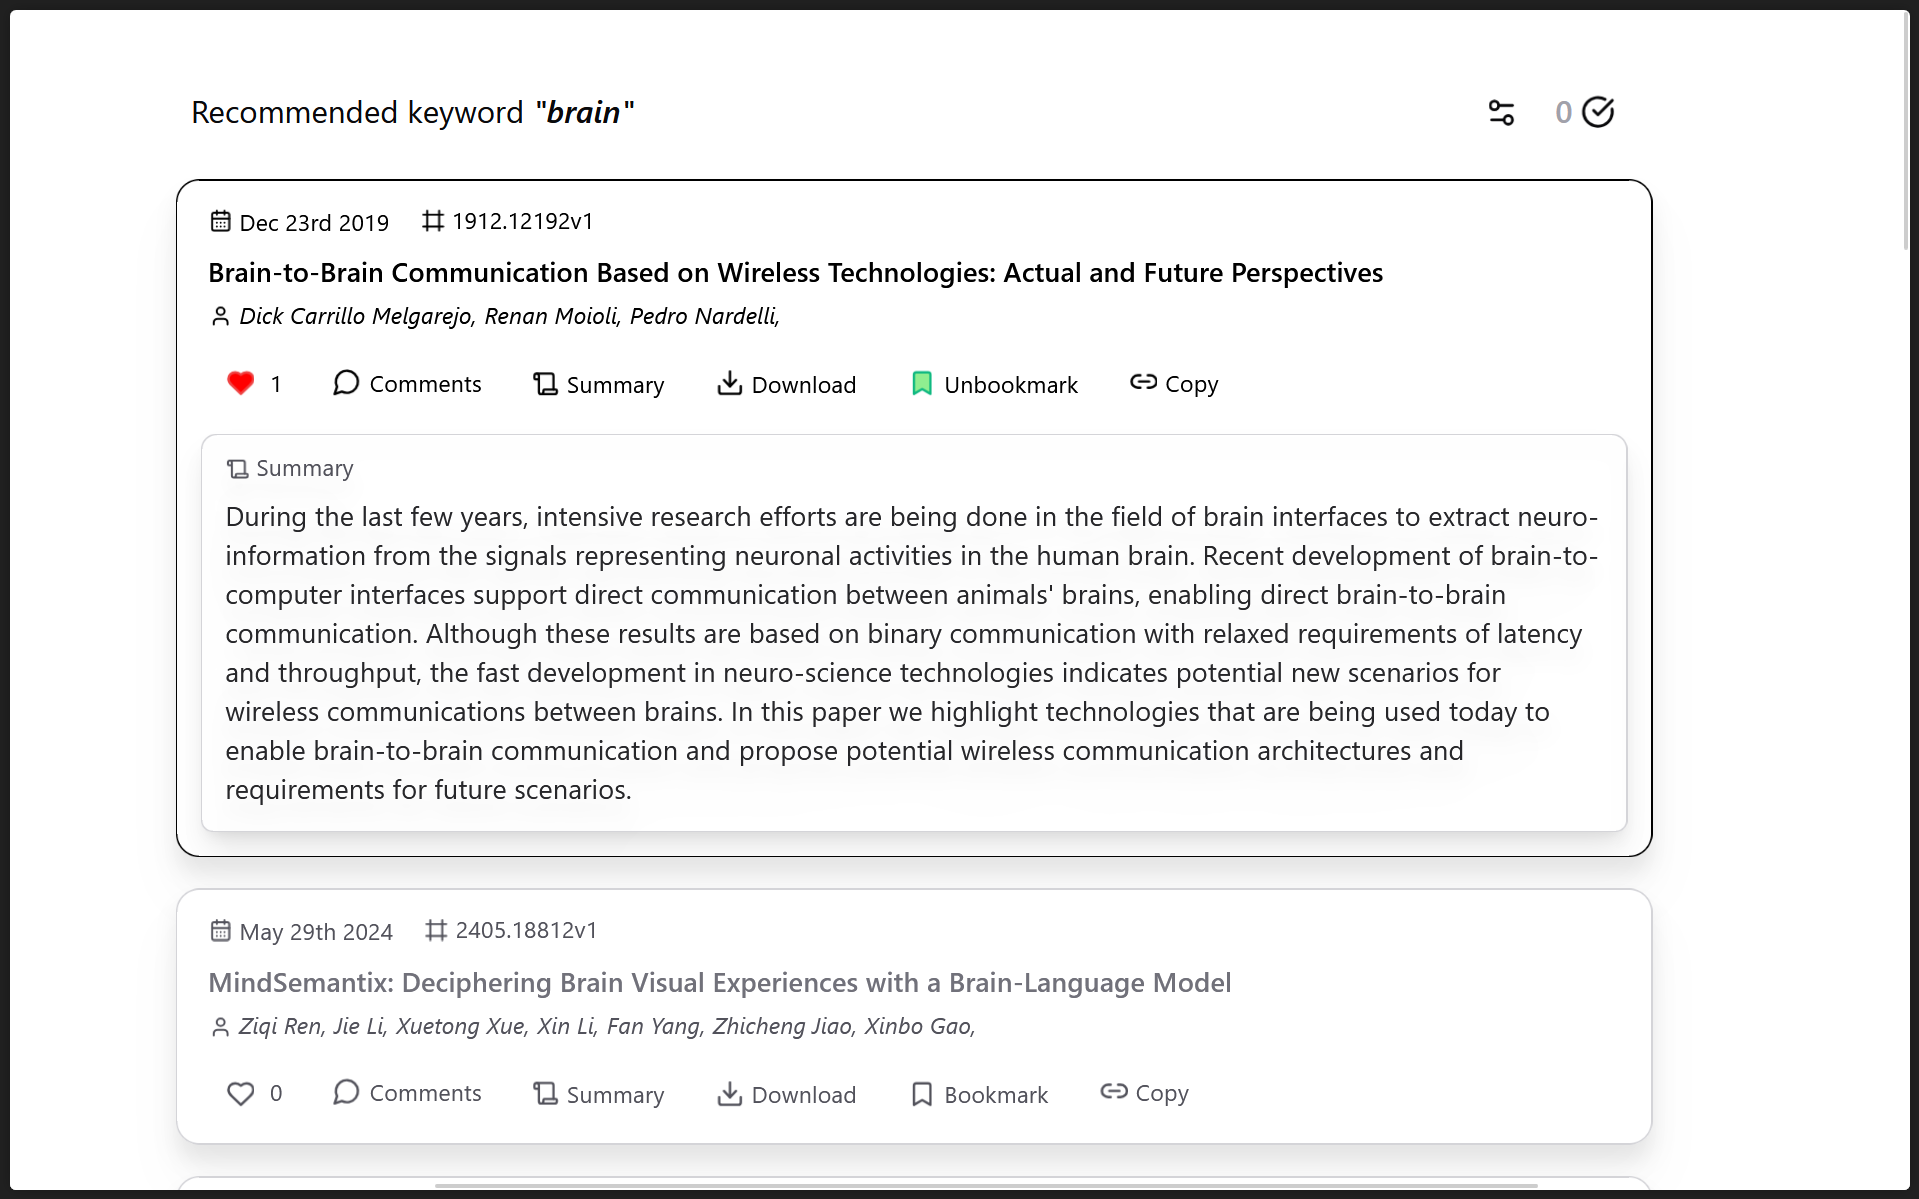 Recommended keyword "brain"
0
Dec 23rd 2019 1912.12192v1
Brain-to-Brain Communication Based on Wireless Technologies: Actual and Future Perspectives
Dick Carrillo Melgarejo, Renan Moioli, Pedro Nardelli,
1 Comments Summary Download Unbookmark Copy
Summary
During the last few years, intensive research efforts are being done in the field of brain interfaces to extract neuro-
information from the signals representing neuronal activities in the human brain. Recent development of brain-to-
computer interfaces support direct communication between animals' brains, enabling direct brain-to-brain
communication. Although these results are based on binary communication with relaxed requirements of latency
and throughput, the fast development in neuro-science technologies indicates potential new scenarios for
wireless communications between brains. In this paper we highlight technologies that are being used today to
enable brain-to-brain communication and propose potential wireless communication architectures and
requirements for future scenarios.
May 29th 2024 2405.18812v1
MindSemantix: Deciphering Brain Visual Experiences with a Brain-Language Model
Ziqi Ren, Jie Li, Xuetong Xue, Xin Li, Fan Yang, Zhicheng Jiao, Xinbo Gao,
0 Comments Summary Download Bookmark Copy